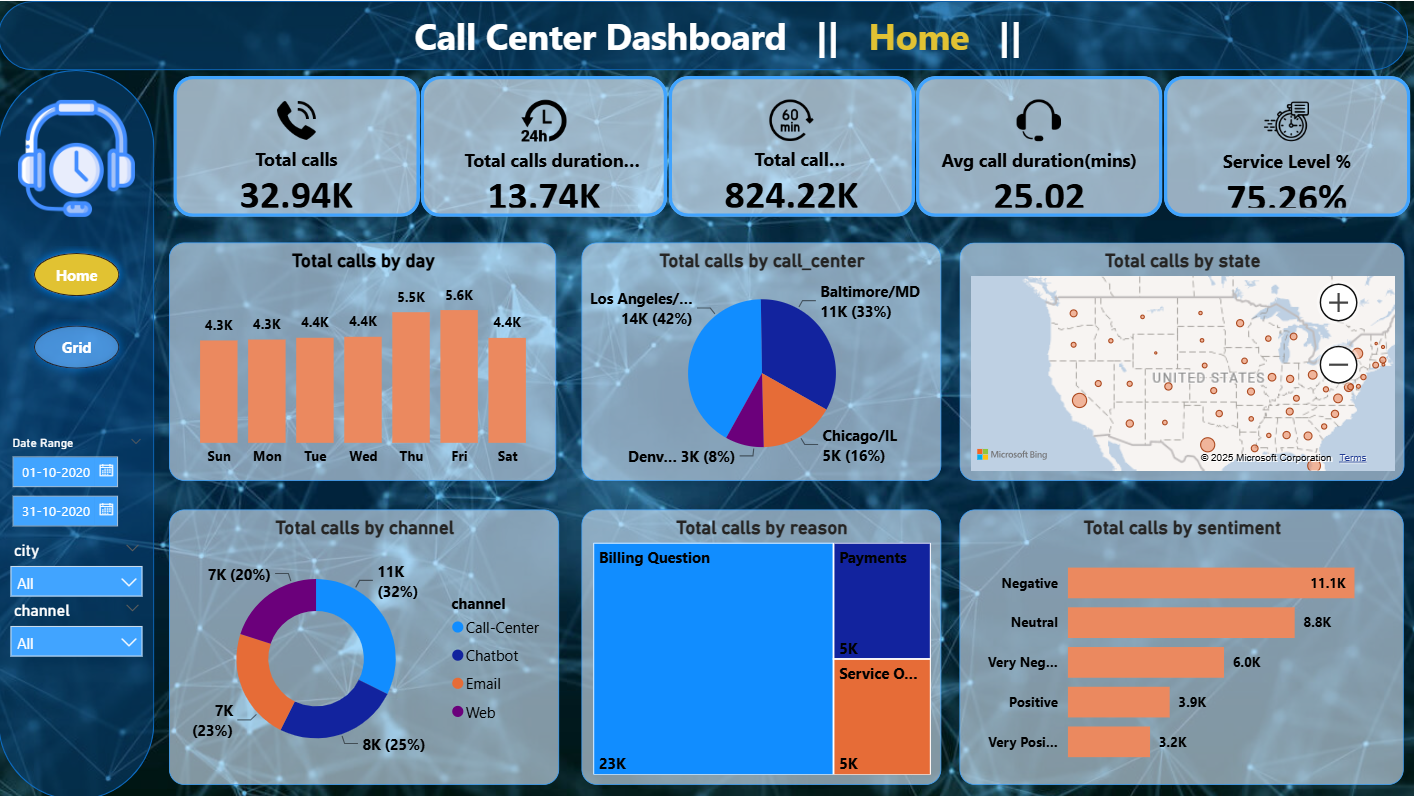 Call Center Dashboard || Home ||
Total calls
32.94K
24h
Total calls duration...
13.74K
60
min
Total call...
824.22K
Avg call duration(mins)
25.02
Service Level %
75.26%
Home
Grid
Date Range
01-10-2020
31-10-2020
city
All
channel
All
Total calls by day
4.3K 4.3K 4.4K 4.4K 5.5K 5.6K 4.4K
Sun Mon Tue Wed Thu Fri Sat
Total calls by call_center
Los Angeles/...
14K (42%)
Baltimore/MD
11K (33%)
Chicago/IL
5K (16%)
Denv... 3K (8%)
Total calls by state
UNITED STATES
Microsoft Bing
© 2025 Microsoft Corporation Terms
Total calls by channel
7K (20%)
11K
(32%)
7K
(23%)
8K (25%)
channel
Call-Center
Chatbot
Email
Web
Total calls by reason
Billing Question
23K
Payments
5K
Service O...
5K
Total calls by sentiment
Negative 11.1K
Neutral 8.8K
Very Neg... 6.0K
Positive 3.9K
Very Posi... 3.2K